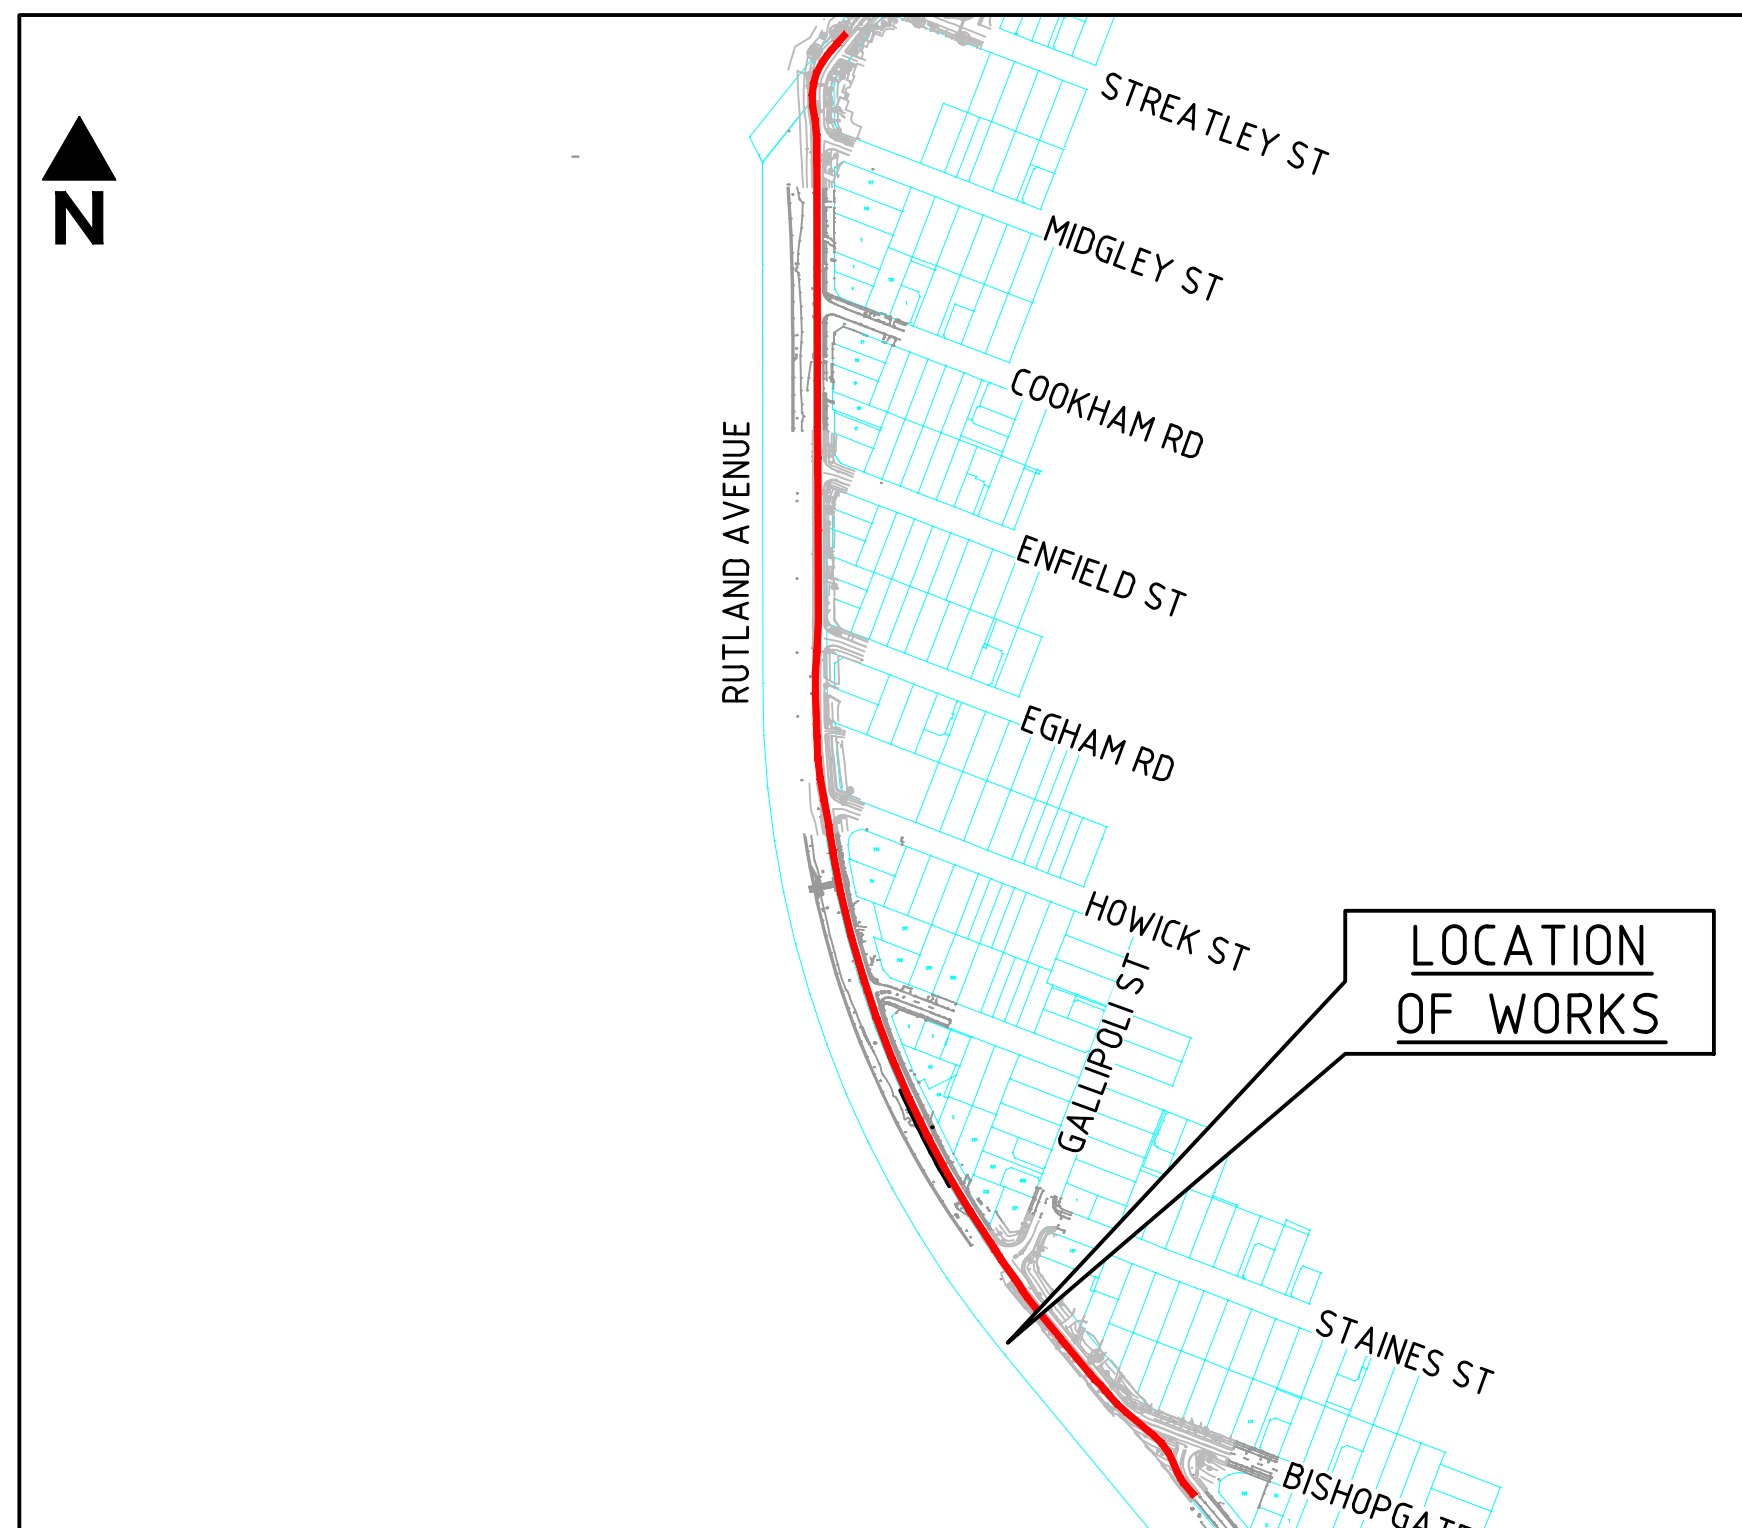 STREATLEY ST
N
MIDGLEY ST
COOKHAM RD
RUTLAND AVENUE
ENFIELD ST
EGHAM RD
HOWICK ST
GALLIPOLI ST
LOCATION
OF WORKS
STAINES ST